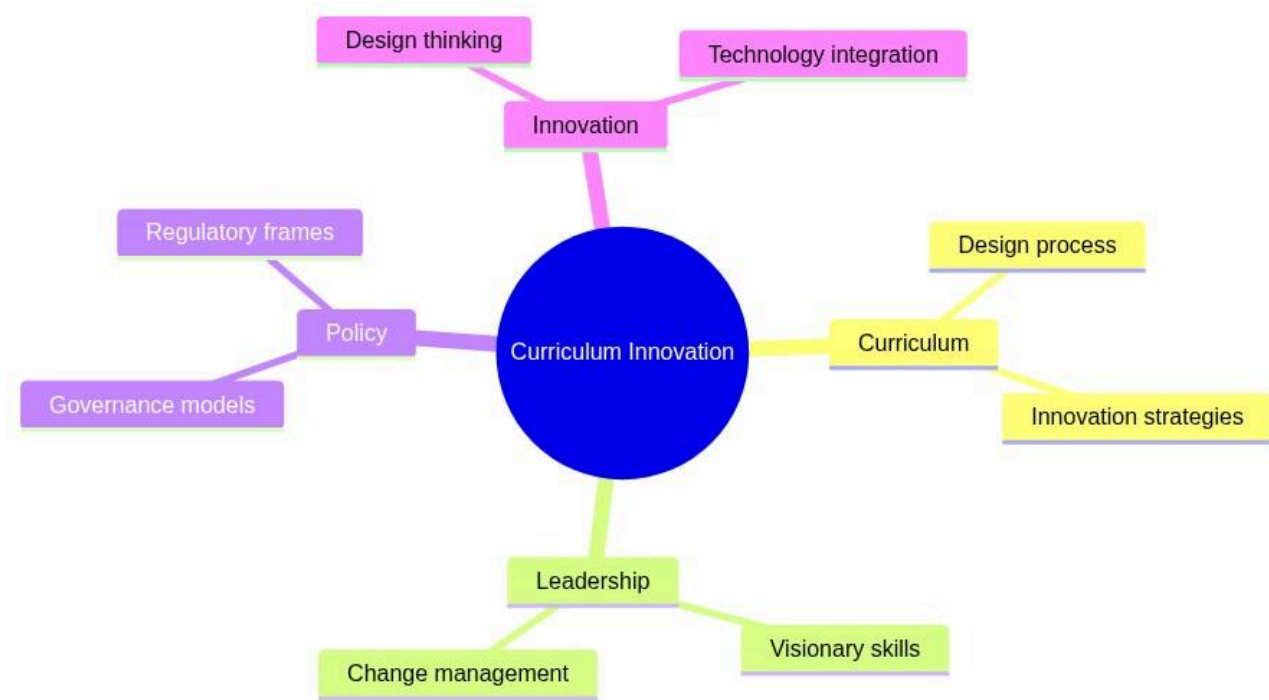 Design thinking
Technology integration
Innovation
Regulatory frames
Design process
Policy
Curriculum Innovation
Curriculum
Governance models
Innovation strategies
Leadership
Visionary skills
Change management